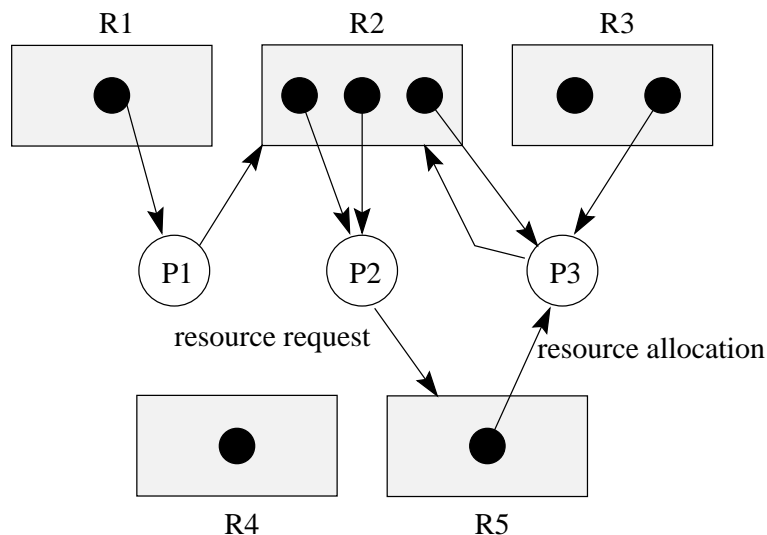 R1
R2
R3
P1
P2
P3
resource request
resource allocation
R4
R5